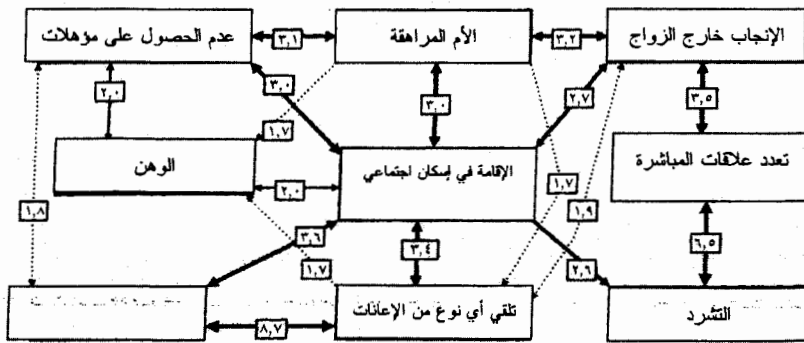 الإنجاب خارج الزواج
٣,٢
الأم المراهقة
٣,١
عدم الحصول على مؤهلات
٣,٥
٢,٧
٣,٠
٣,٠
٢,٠
١,٧
تعدد علاقات المباشرة
الإقامة في إسكان اجتماعي
الوهن
١,٧
٢,٠
١,٩
١,٨
٦,٥
٢,٦
٣,٤
٣,٦
١,٧
التشرد
تلقي أي نوع من الإعانات
٨,٧